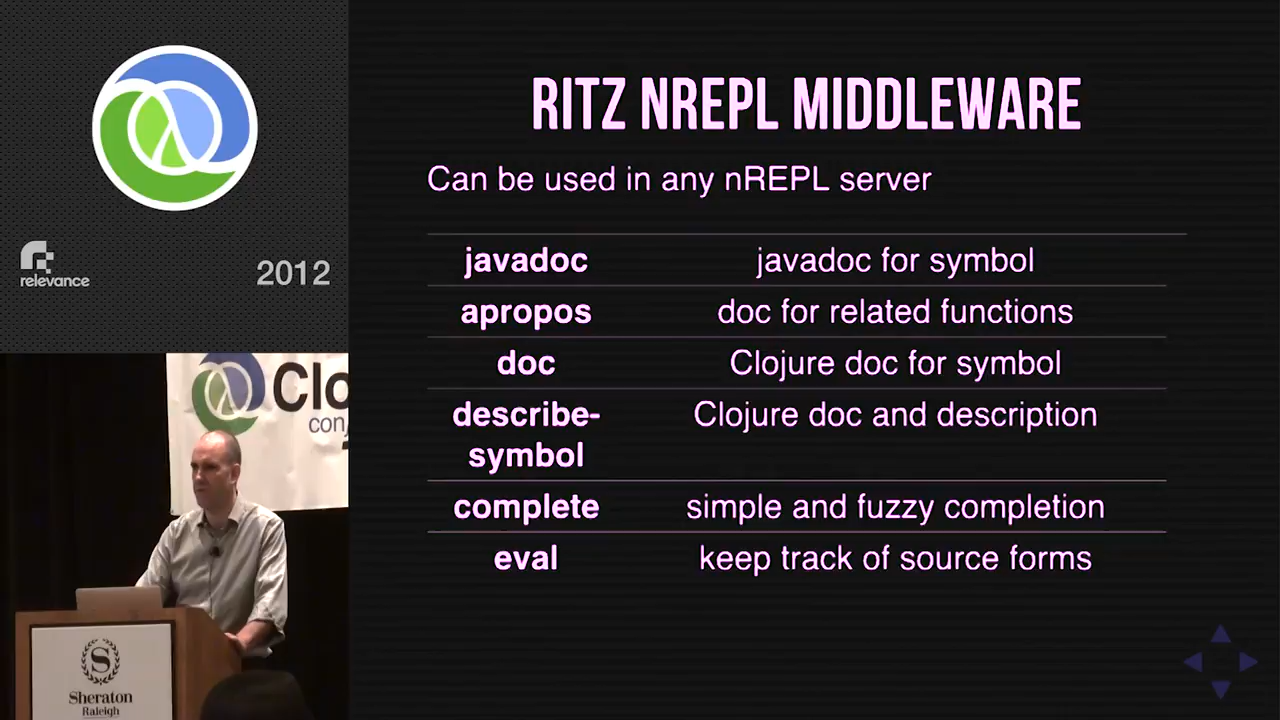 RITZ NREPL MIDDLEWARE
Can be used in any nREPL server
javadoc javadoc for symbol
apropos doc for related functions
doc Clojure doc for symbol
describe- Clojure doc and description
symbol
complete simple and fuzzy completion
eval keep track of source forms
relevance
2012
Clo
con
S
Sheraton
Raleigh